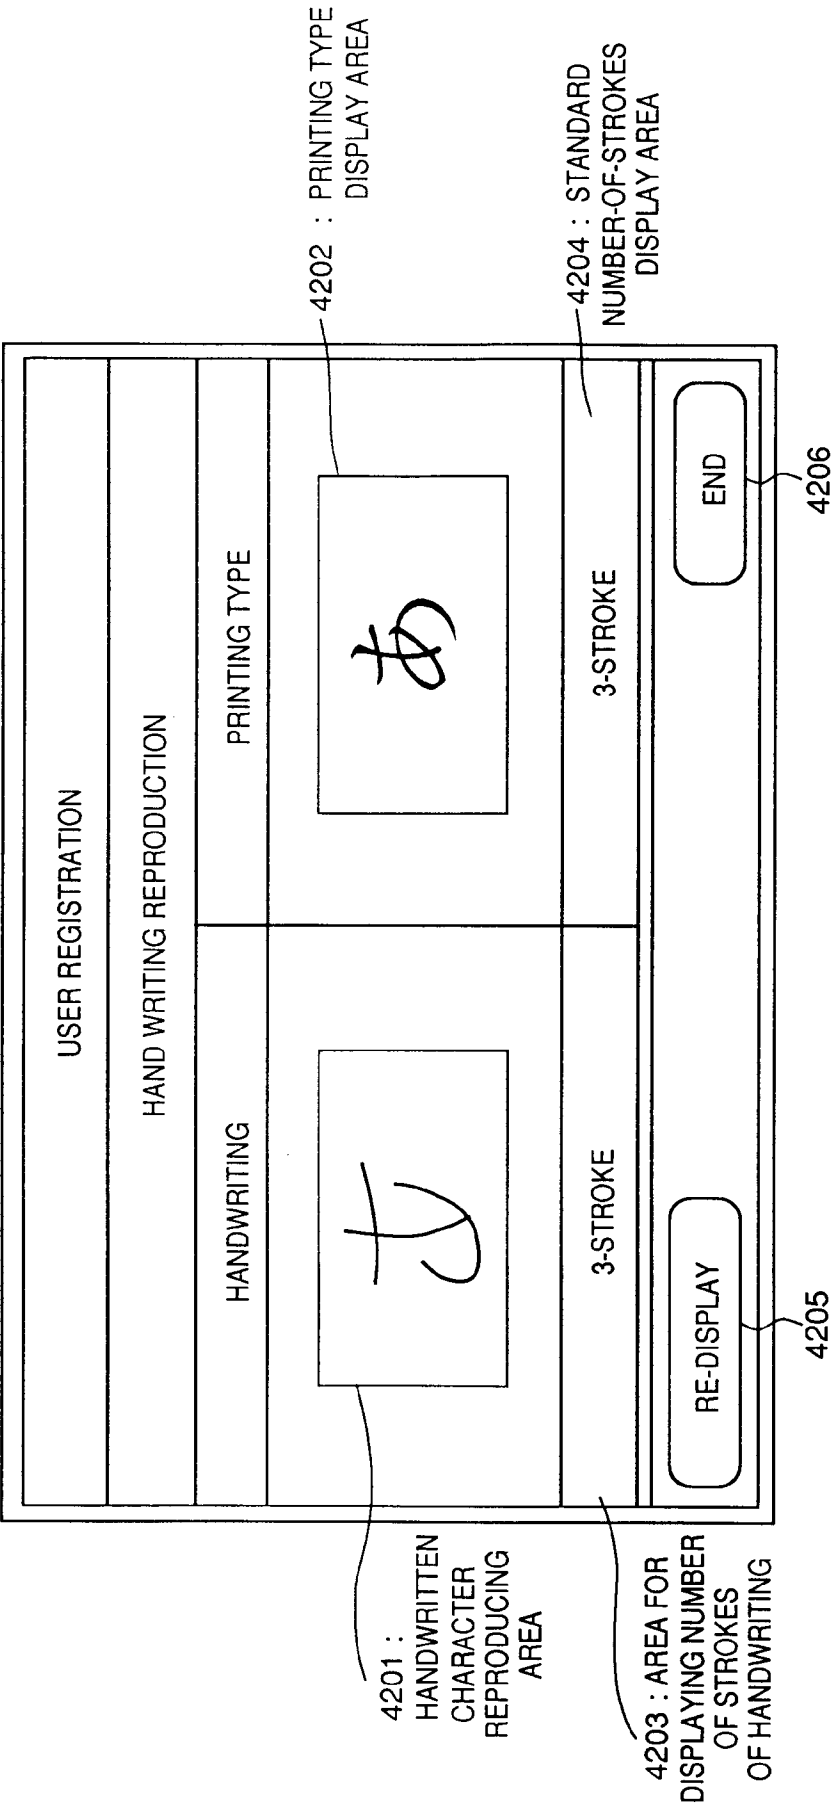 USER REGISTRATION
HAND WRITING REPRODUCTION
HANDWRITING
PRINTING TYPE
4202 : PRINTING TYPE
DISPLAY AREA
4201 :
HANDWRITTEN
CHARACTER
REPRODUCING
AREA
あ
3-STROKE
3-STROKE
4204 : STANDARD
NUMBER-OF-STROKES
DISPLAY AREA
4203 : AREA FOR
DISPLAYING NUMBER
OF STROKES
OF HANDWRITING
RE-DISPLAY
END
4205
4206